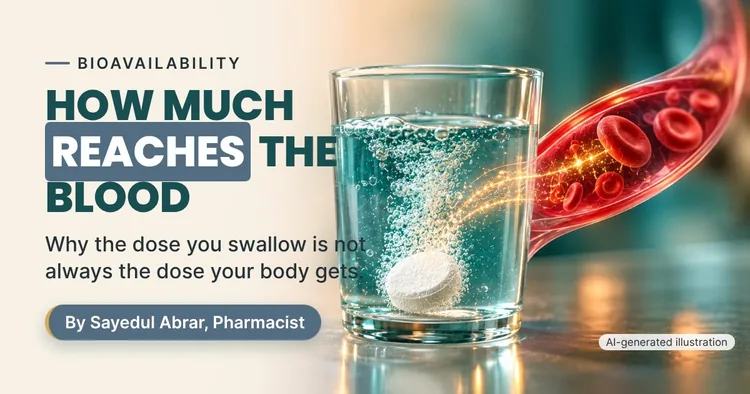 BIOAVAILABILITY
HOW MUCH
REACHES THE
BLOOD
Why the dose you swallow is not
always the dose your body gets.
By Sayedul Abrar, Pharmacist
AI-generated illustration